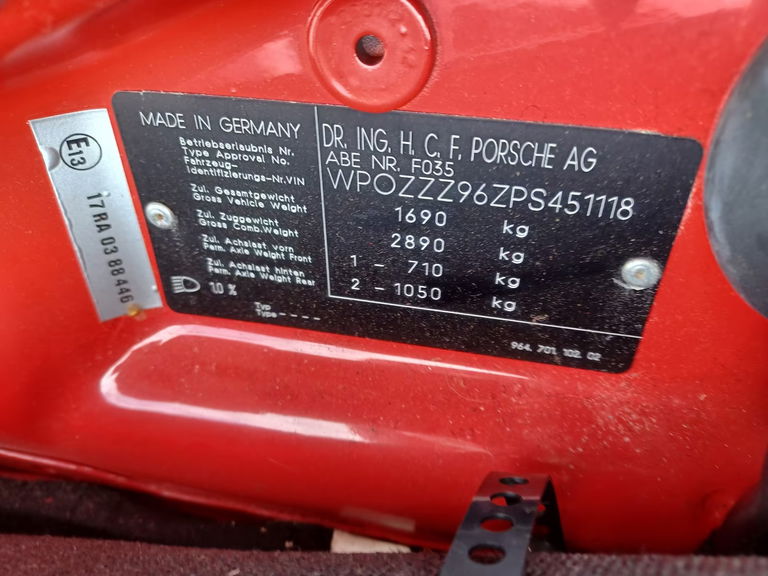 E13
17RA 03 88446
MADE IN GERMANY
DR. ING. H. C. F. PORSCHE AG
Betriebserlaubnis Nr.
Type Approval No.
ABE NR. F035
Fahrzeug-
Identifizierungs-Nr.VIN
WPOZZZ96ZPS451118
Zul. Gesamtgewicht
Gross Vehicle Weight
1690 kg
Zul. Zuggewicht
Gross Comb.Weight
2890 kg
Zul. Achslast vorn
Perm. Axle Weight Front
1 - 710 kg
Zul. Achslast hinten
Perm. Axle Weight Rear
2 - 1050 kg
1.0 %
Typ
Type - - - -
964. 701. 102. 02